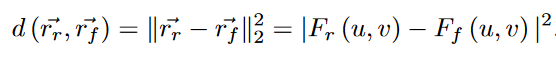 d (r⃗_r, r⃗_f) = ‖r⃗_r − r⃗_f‖₂² = |F_r (u, v) − F_f (u, v) |².